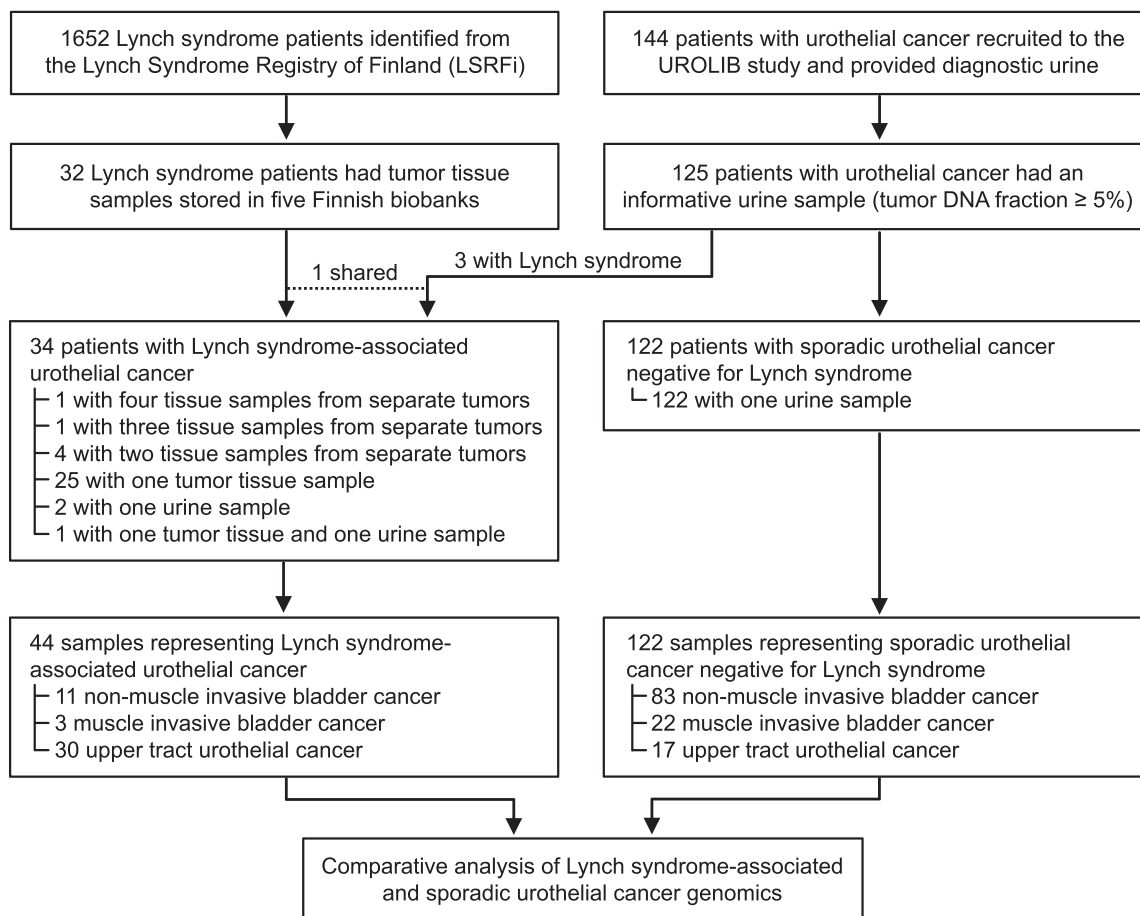 1652 Lynch syndrome patients identified from
the Lynch Syndrome Registry of Finland (LSRFi)
144 patients with urothelial cancer recruited to the
UROLIB study and provided diagnostic urine
32 Lynch syndrome patients had tumor tissue
samples stored in five Finnish biobanks
125 patients with urothelial cancer had an
informative urine sample (tumor DNA fraction ≥ 5%)
3 with Lynch syndrome
1 shared
34 patients with Lynch syndrome-associated
urothelial cancer
1 with four tissue samples from separate tumors
1 with three tissue samples from separate tumors
4 with two tissue samples from separate tumors
25 with one tumor tissue sample
2 with one urine sample
1 with one tumor tissue and one urine sample
122 patients with sporadic urothelial cancer
negative for Lynch syndrome
122 with one urine sample
44 samples representing Lynch syndrome-
associated urothelial cancer
11 non-muscle invasive bladder cancer
3 muscle invasive bladder cancer
30 upper tract urothelial cancer
122 samples representing sporadic urothelial
cancer negative for Lynch syndrome
83 non-muscle invasive bladder cancer
22 muscle invasive bladder cancer
17 upper tract urothelial cancer
Comparative analysis of Lynch syndrome-associated
and sporadic urothelial cancer genomics